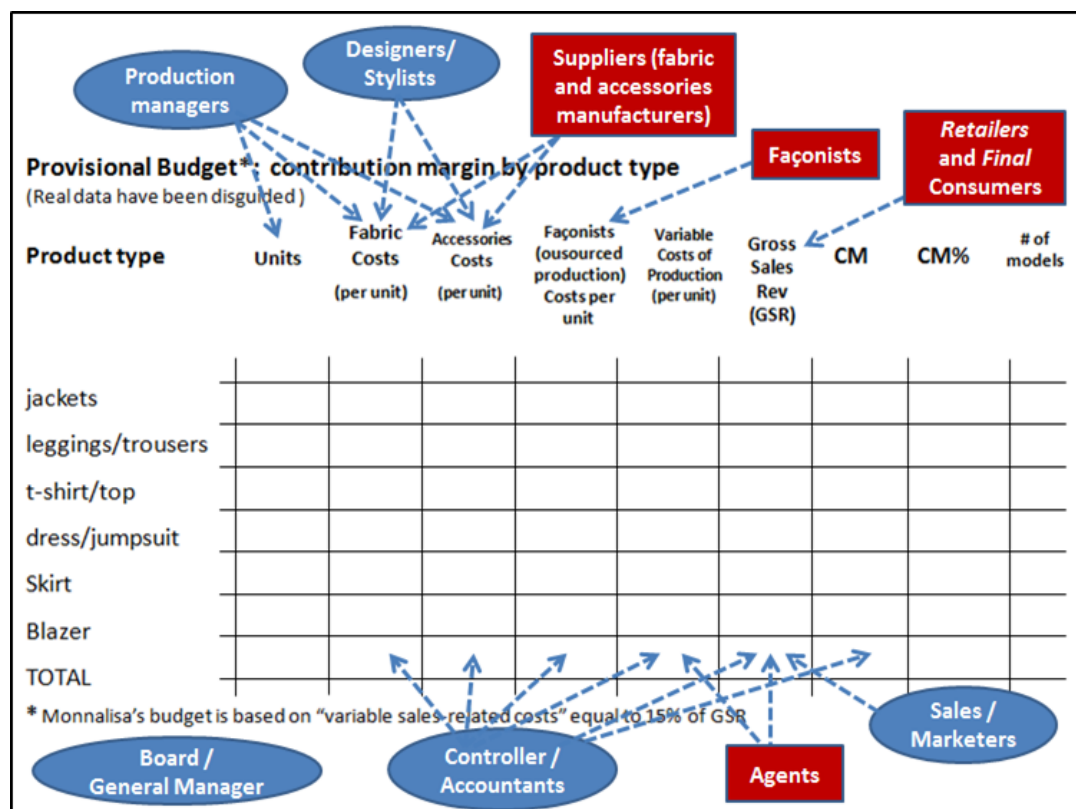 Production
managers
Designers/
Stylists
Suppliers (fabric
and accessories
manufacturers)
Façonists
Retailers
and Final
Consumers
Provisional Budget* : contribution margin by product type
(Real data have been disguided )
Product type
Units
Fabric
Costs
(per unit)
Accessories
Costs
(per unit)
Façonists
(ousourced
production)
Costs per
unit
Variable
Costs of
Production
(per unit)
Gross
Sales
Rev
(GSR)
CM
CM%
# of
models
jackets
leggings/trousers
t-shirt/top
dress/jumpsuit
Skirt
Blazer
TOTAL
* Monnalisa's budget is based on "variable sales-related costs" equal to 15% of GSR
Board /
General Manager
Controller /
Accountants
Agents
Sales /
Marketers